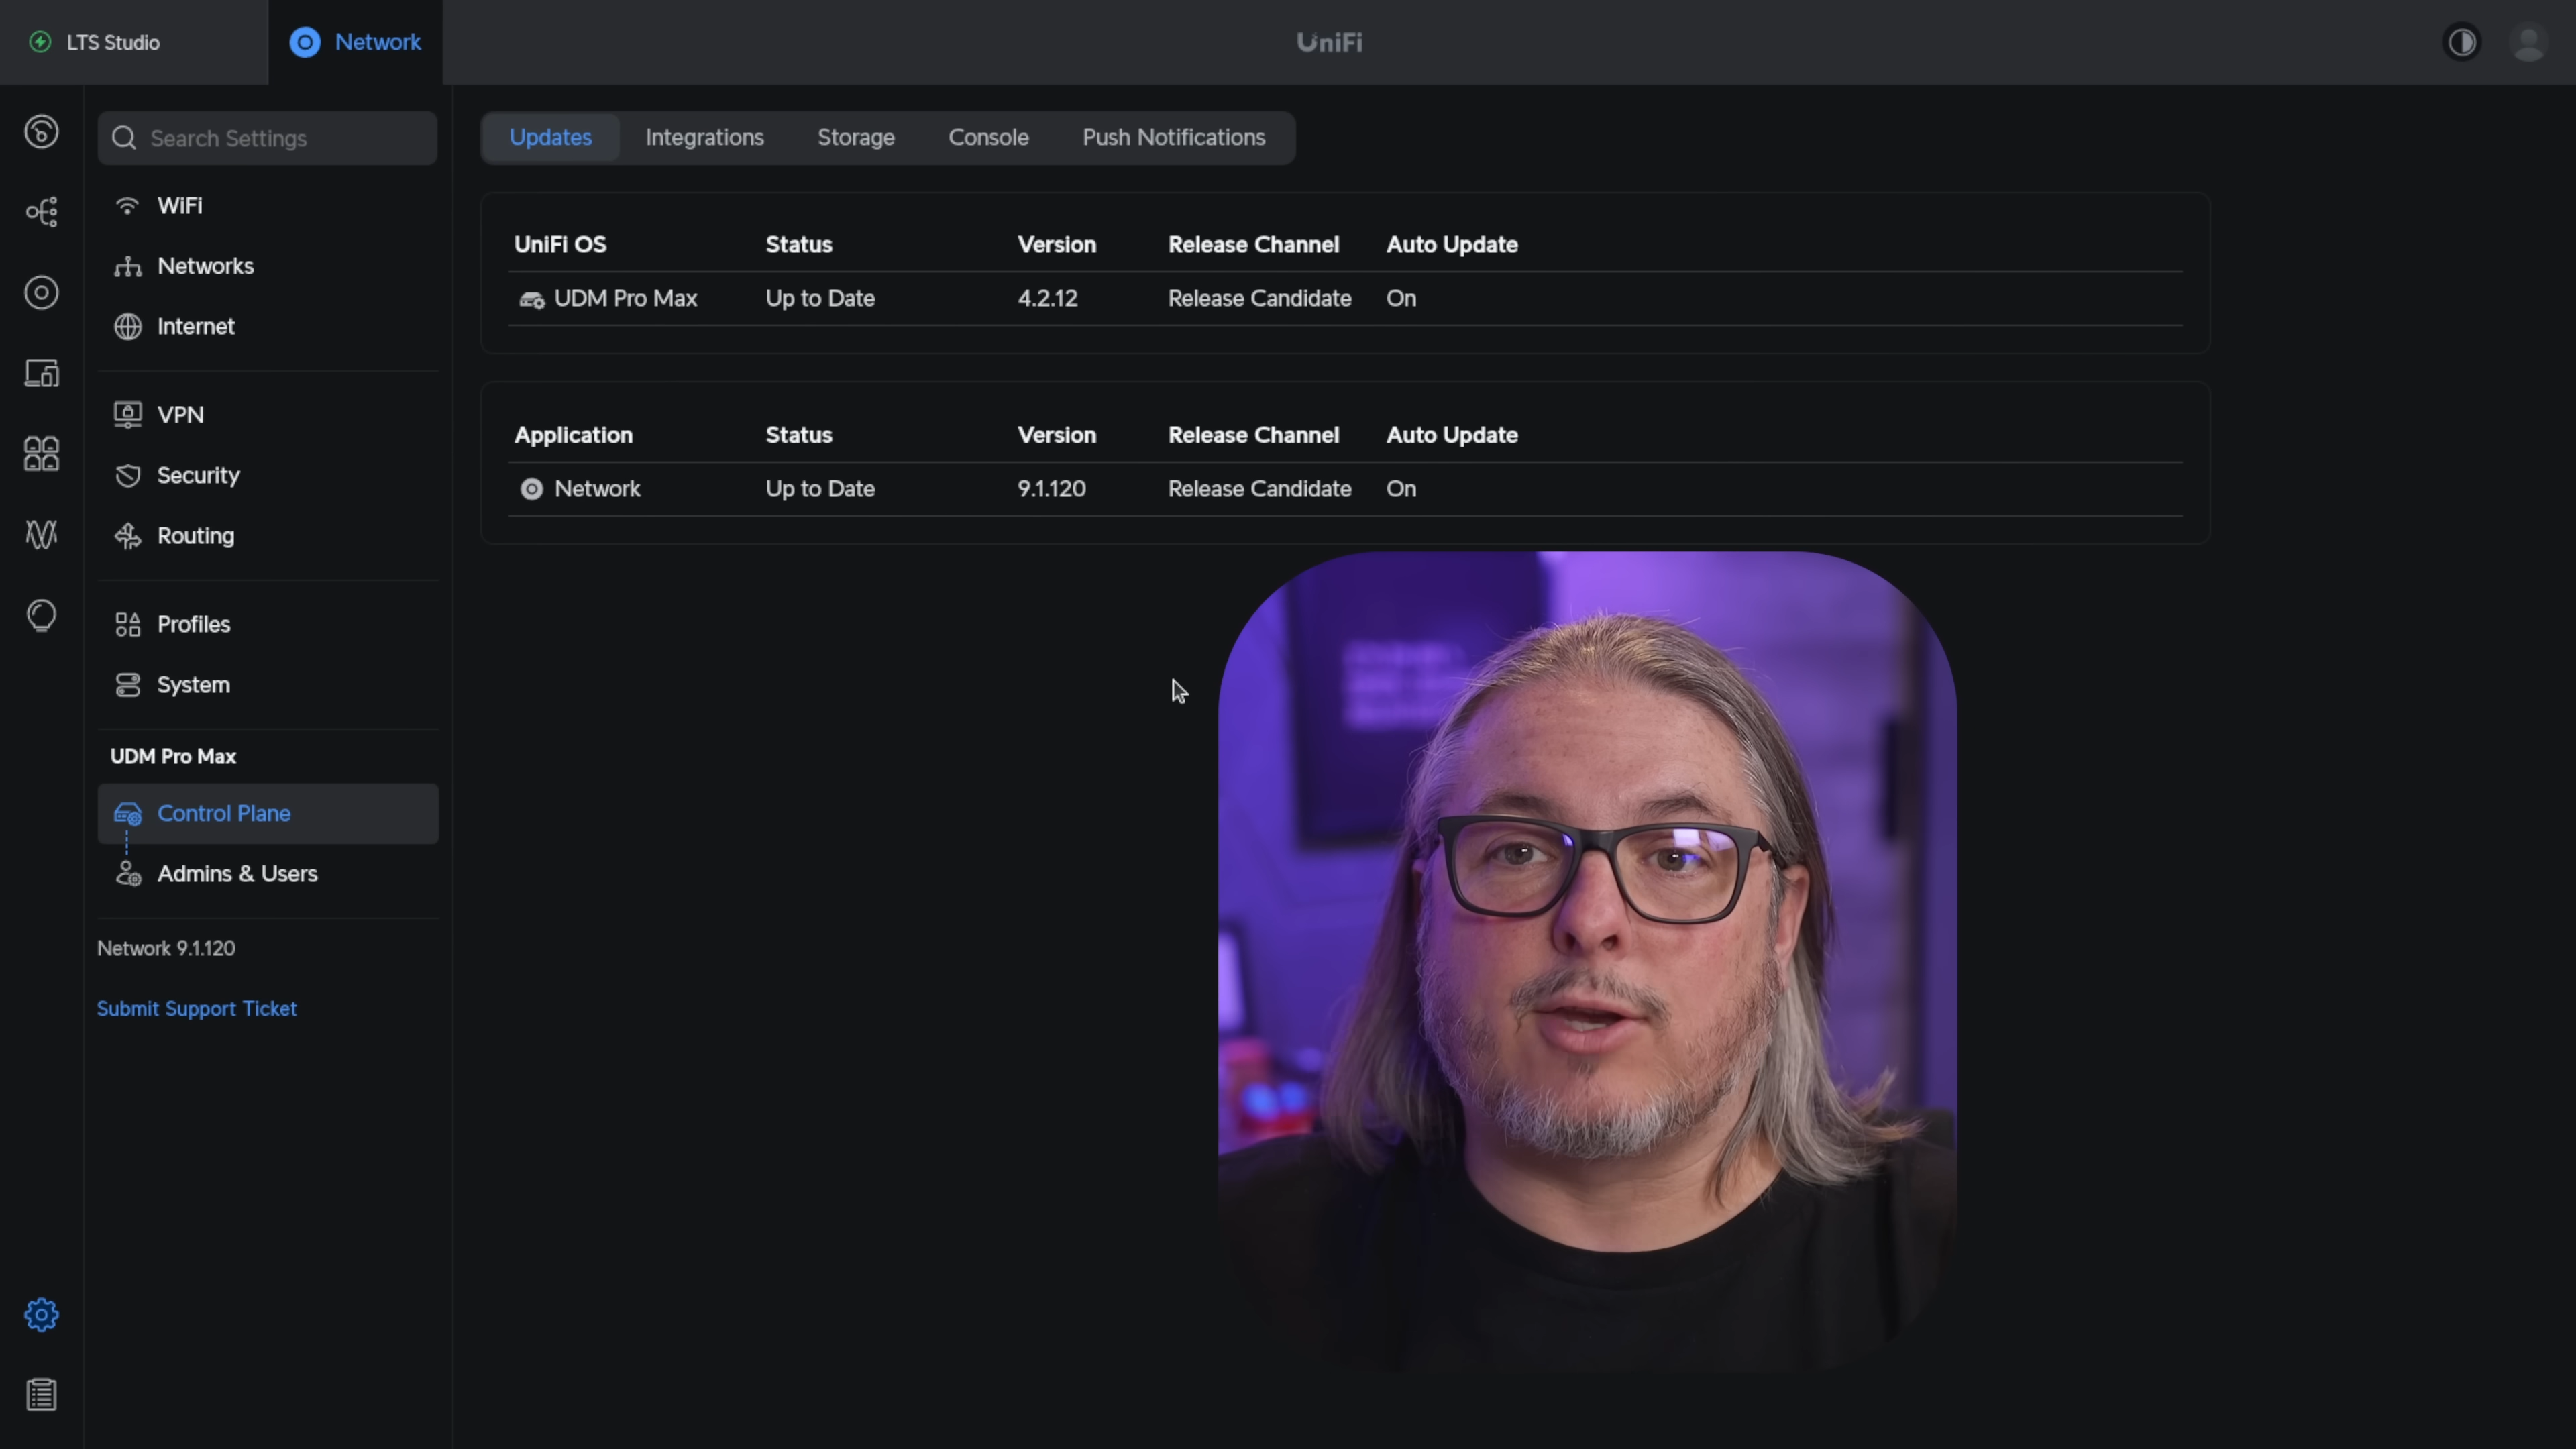 LTS Studio
Network
UniFi
Search Settings
WiFi
Networks
Internet
VPN
Security
Routing
Profiles
System
UDM Pro Max
Control Plane
Admins & Users
Network 9.1.120
Submit Support Ticket
Updates Integrations Storage Console Push Notifications
UniFi OS Status Version Release Channel Auto Update
UDM Pro Max Up to Date 4.2.12 Release Candidate On
Application Status Version Release Channel Auto Update
Network Up to Date 9.1.120 Release Candidate On